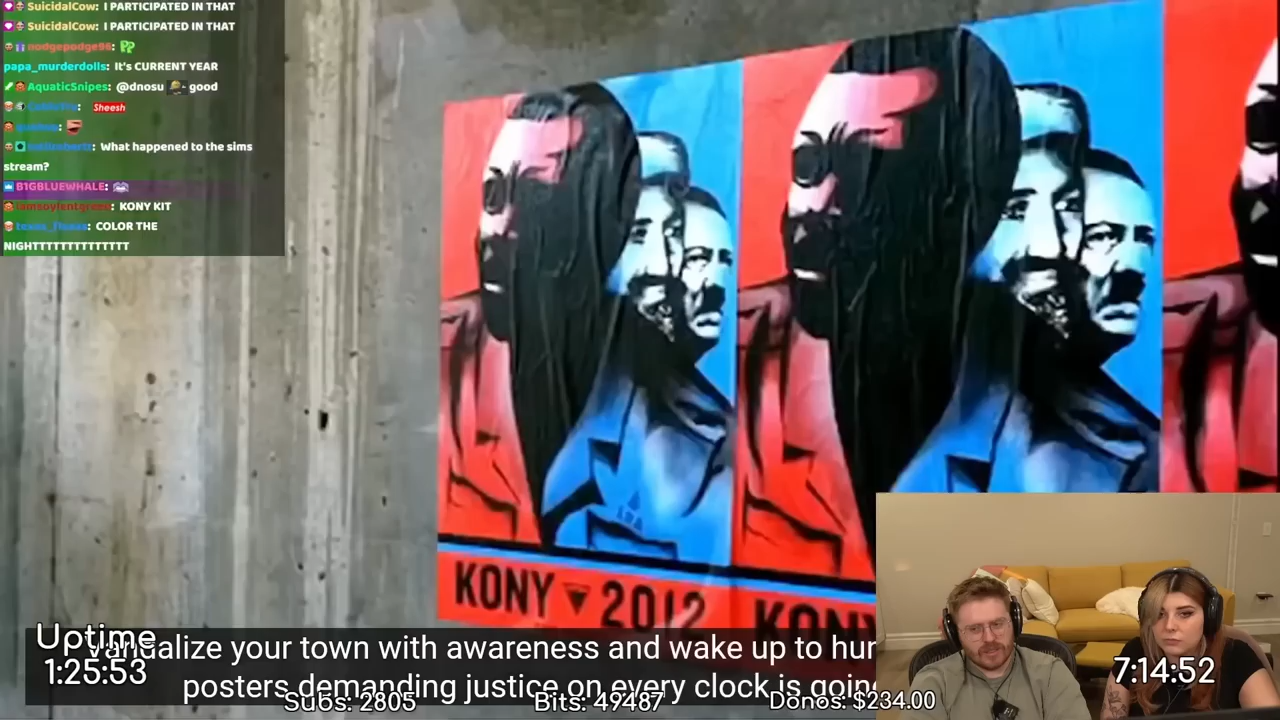 SuicidalCow: I PARTICIPATED IN THAT
SuicidalCow: I PARTICIPATED IN THAT
nodgepodge96:
papa_murderdolls: It's CURRENT YEAR
AquaticSnipes: @dnosu good
Sheesh
What happened to the sims
stream?
B1GBLUEWHALE:
Iamsoylentgreen: KONY KIT
COLOR THE
NIGHTTTTTTTTTTTTTT
KONY 2012
KONY
Uptime
1:25:53
vandalize your town with awareness and wake up to
posters demanding justice on every clock is
Subs: 2805
Bits: 49487
Donos: $234.00
7:14:52